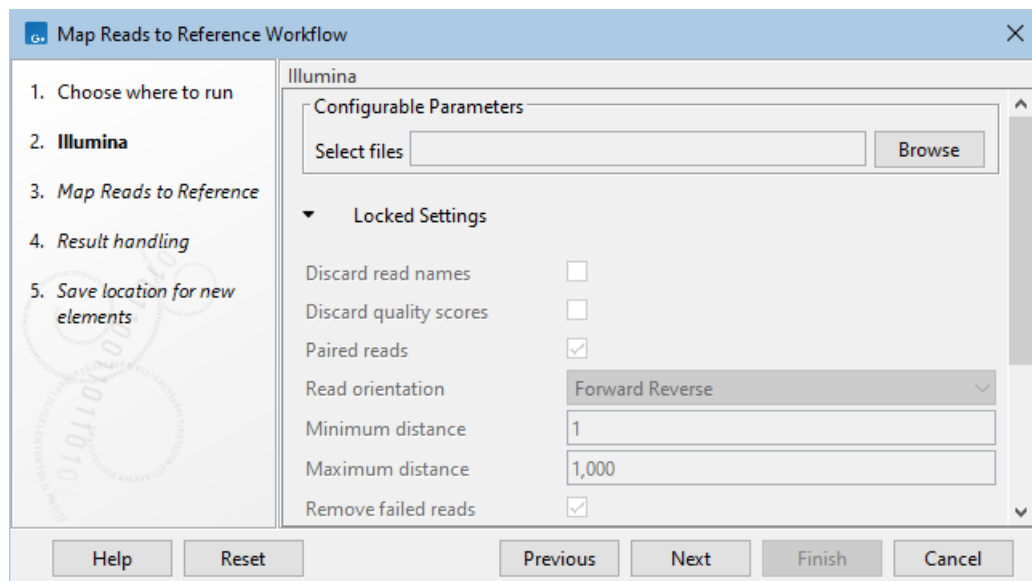 Map Reads to Reference Workflow
1. Choose where to run
2. Illumina
3. Map Reads to Reference
4. Result handling
5. Save location for new
elements
Illumina
Configurable Parameters
Select files Browse
Locked Settings
Discard read names
Discard quality scores
Paired reads
Read orientation Forward Reverse
Minimum distance 1
Maximum distance 1,000
Remove failed reads
Help Reset Previous Next Finish Cancel